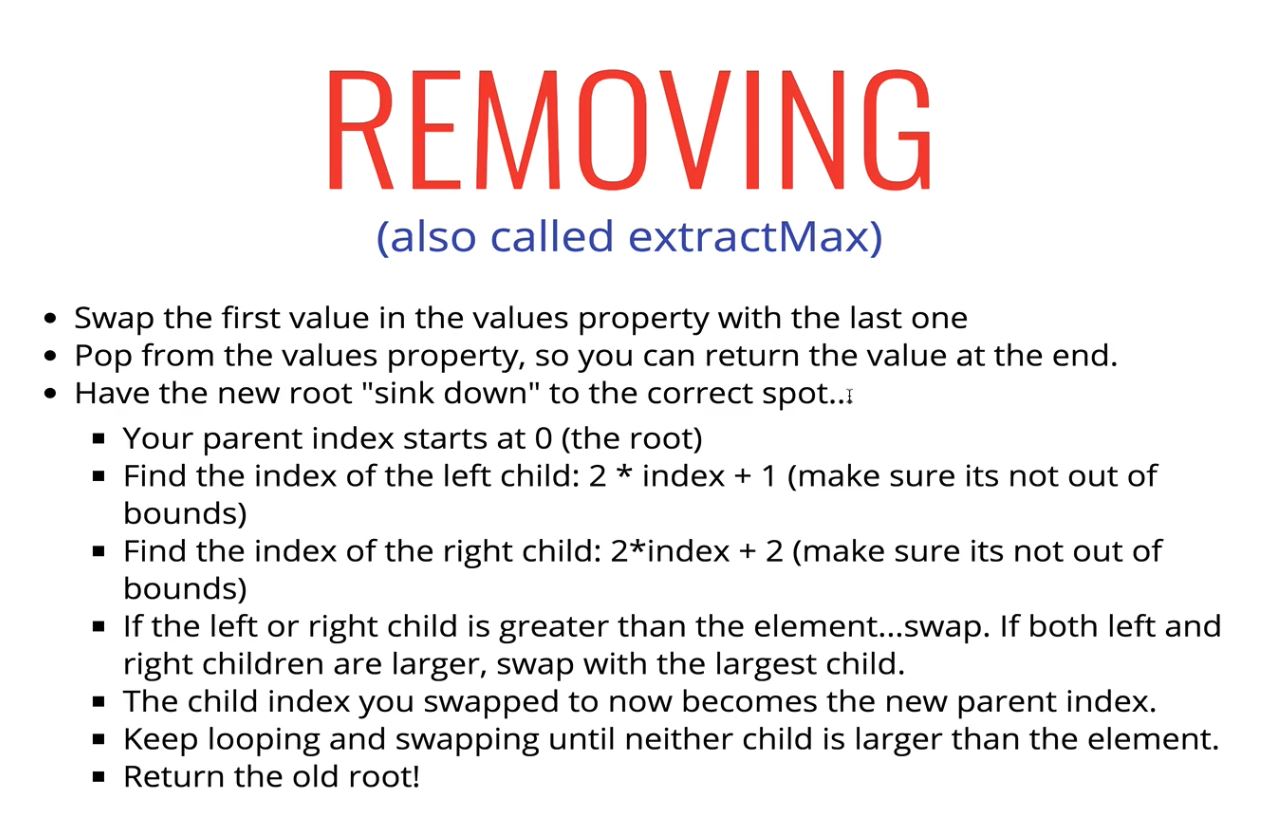 REMOVING
(also called extractMax)
• Swap the first value in the values property with the last one
• Pop from the values property, so you can return the value at the end.
• Have the new root "sink down" to the correct spot...
▪ Your parent index starts at 0 (the root)
▪ Find the index of the left child: 2 * index + 1 (make sure its not out of
bounds)
▪ Find the index of the right child: 2*index + 2 (make sure its not out of
bounds)
▪ If the left or right child is greater than the element...swap. If both left and
right children are larger, swap with the largest child.
▪ The child index you swapped to now becomes the new parent index.
▪ Keep looping and swapping until neither child is larger than the element.
▪ Return the old root!